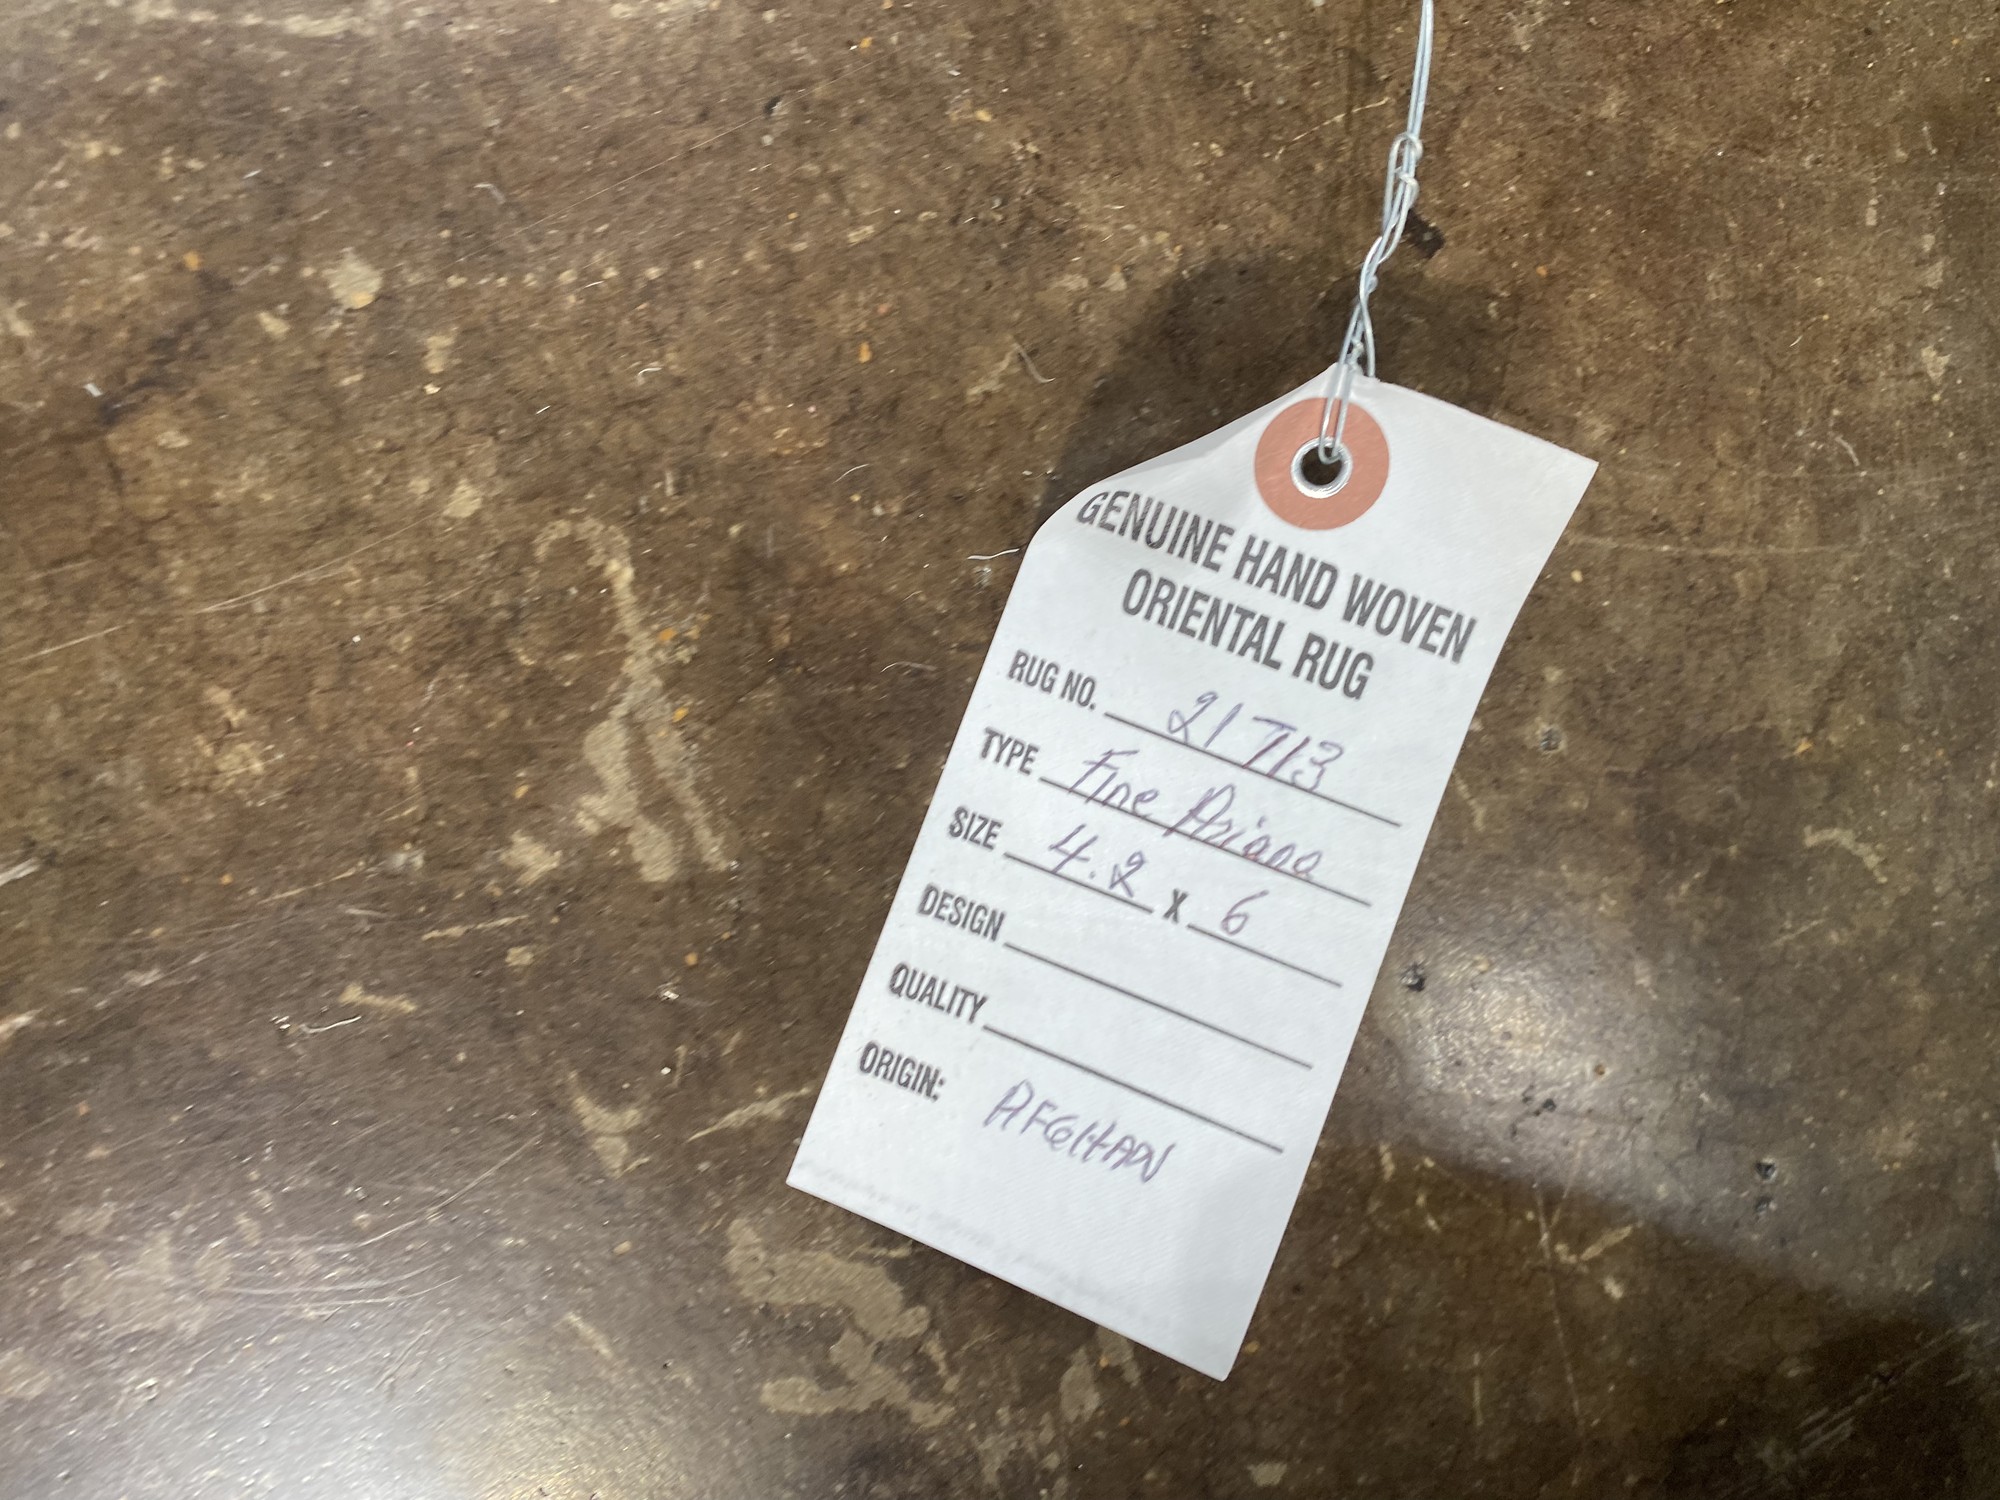 GENUINE HAND WOVEN
ORIENTAL RUG
RUG NO. 21713
TYPE Fine Ariana
SIZE 4.2 X 6
DESIGN
QUALITY
ORIGIN: AFGHAN